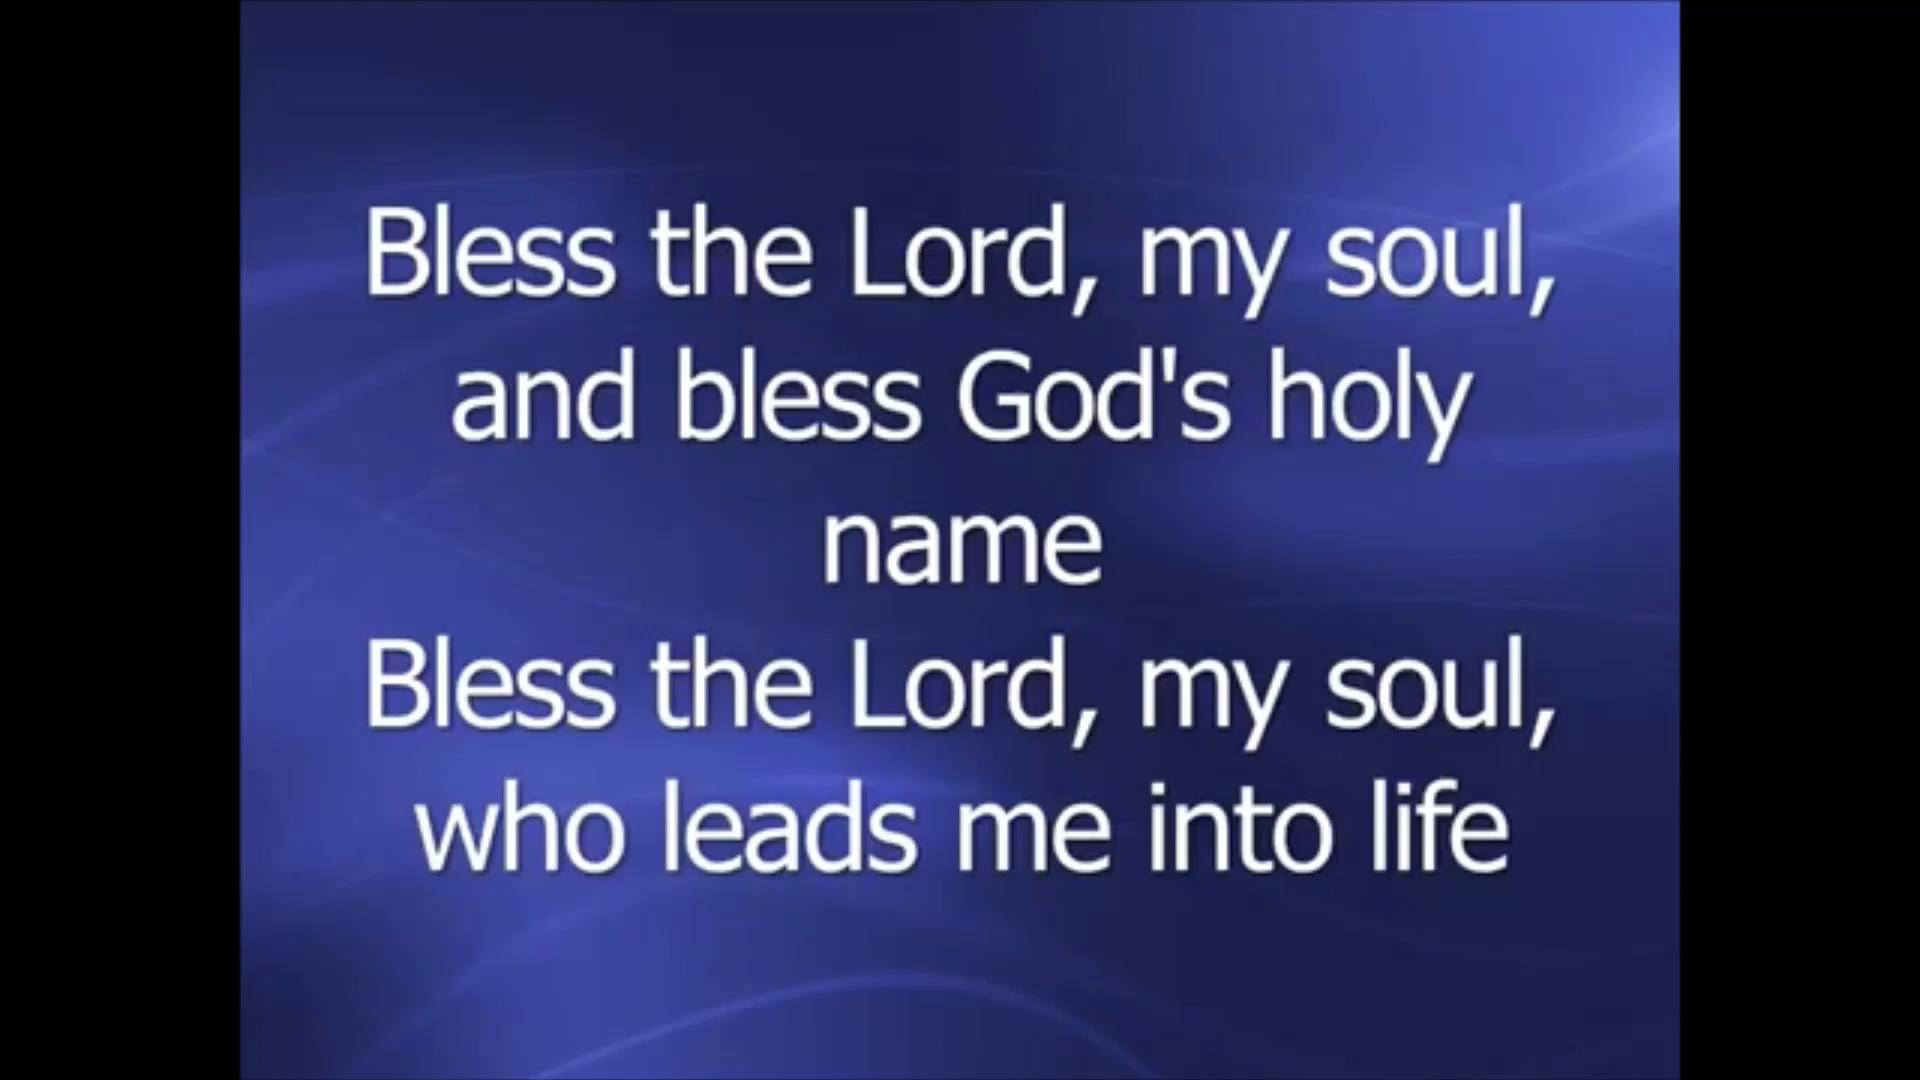 Bless the Lord, my soul,
and bless God's holy
name
Bless the Lord, my soul,
who leads me into life